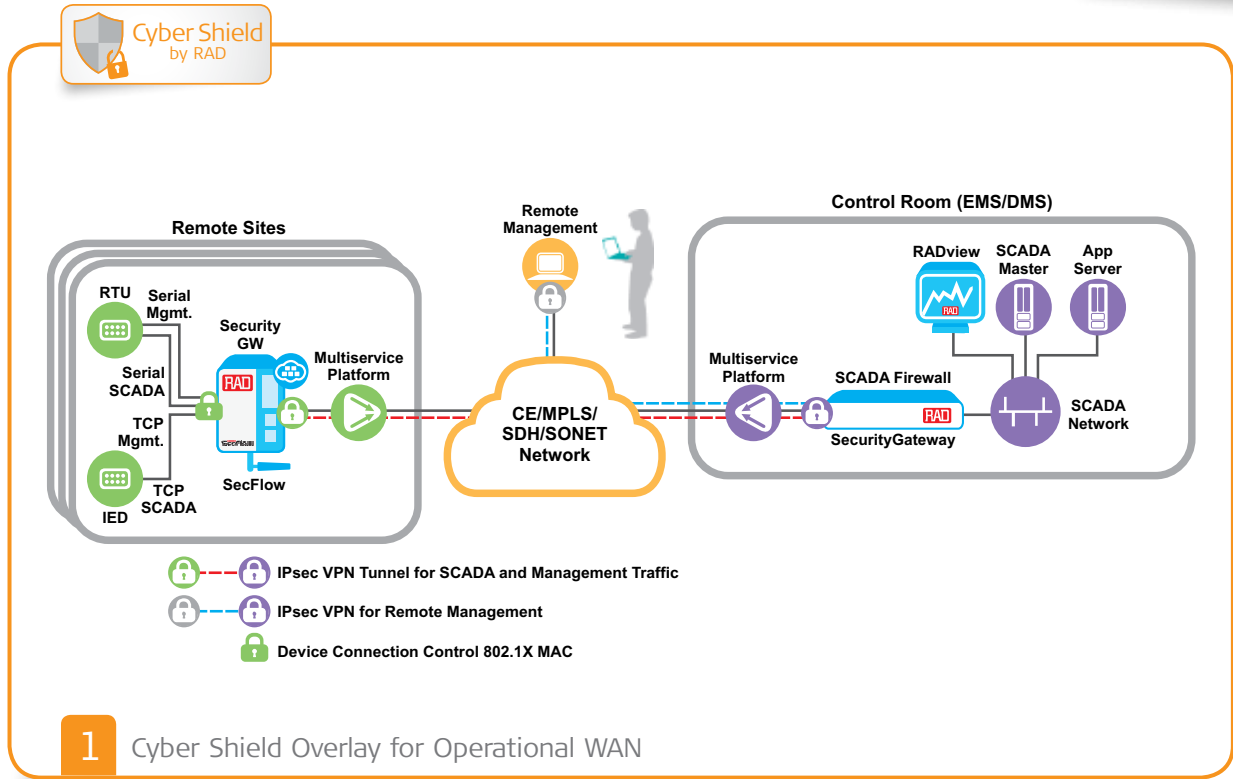 Cyber Shield
by RAD
Remote Sites
RTU
Serial
Mgmt.
Serial
SCADA
TCP
Mgmt.
TCP
SCADA
IED
Security
GW
RAD
SecFlow
Multiservice
Platform
Remote
Management
CE/MPLS/
SDH/SONET
Network
Control Room (EMS/DMS)
RADview
RAD
SCADA
Master
App
Server
Multiservice
Platform
SCADA Firewall
RAD
SecurityGateway
SCADA
Network
IPsec VPN Tunnel for SCADA and Management Traffic
IPsec VPN for Remote Management
Device Connection Control 802.1X MAC
1 Cyber Shield Overlay for Operational WAN